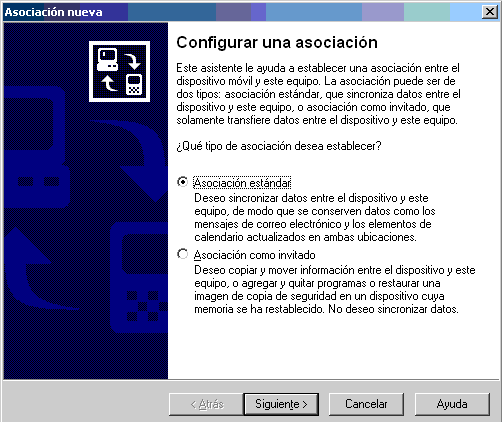 Asociación nueva
Configurar una asociación
Este asistente le ayuda a establecer una asociación entre el
dispositivo móvil y este equipo. La asociación puede ser de
dos tipos: asociación estándar, que sincroniza datos entre el
dispositivo y este equipo, o asociación como invitado, que
solamente transfiere datos entre el dispositivo y este equipo.
¿Qué tipo de asociación desea establecer?
Asociación estándar
Deseo sincronizar datos entre el dispositivo y este
equipo, de modo que se conserven datos como los
mensajes de correo electrónico y los elementos de
calendario actualizados en ambas ubicaciones.
Asociación como invitado
Deseo copiar y mover información entre el dispositivo y este
equipo, o agregar y quitar programas o restaurar una
imagen de copia de seguridad en un dispositivo cuya
memoria se ha restablecido. No deseo sincronizar datos.
< Atrás Siguiente > Cancelar Ayuda